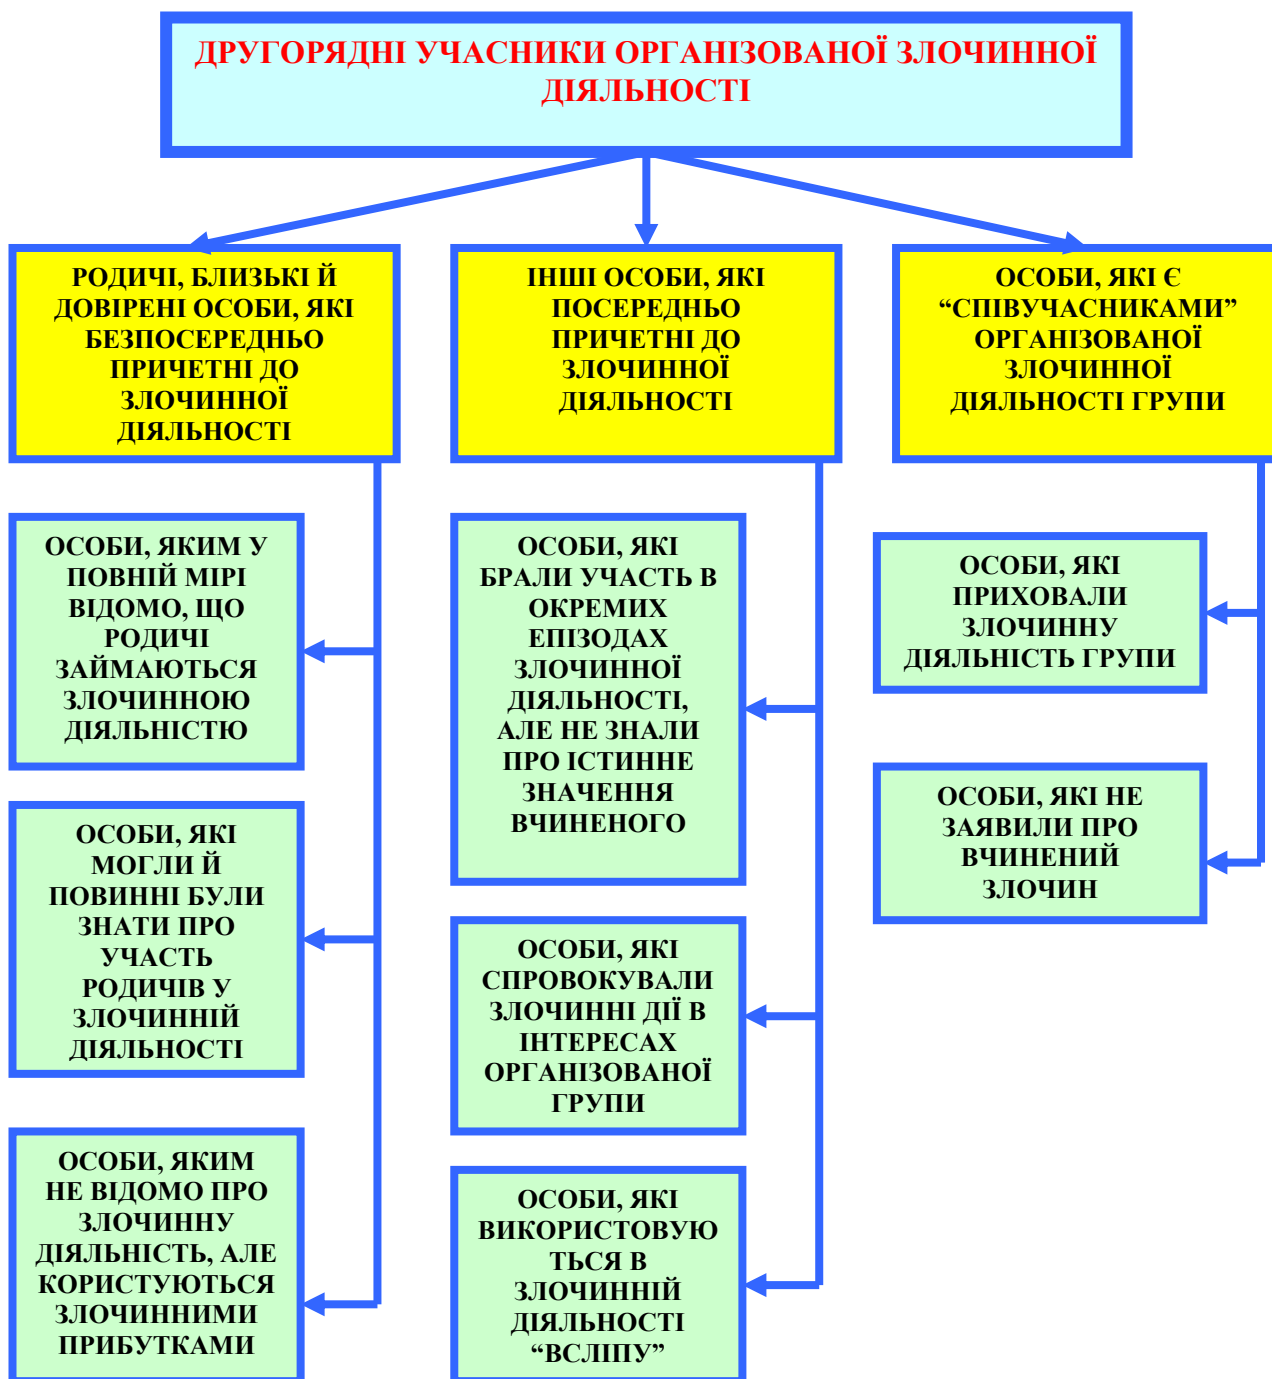 ДРУГОРЯДНІ УЧАСНИКИ ОРГАНІЗОВАНОЇ ЗЛОЧИННОЇ
ДІЯЛЬНОСТІ
РОДИЧІ, БЛИЗЬКІ Й
ДОВІРЕНІ ОСОБИ, ЯКІ
БЕЗПОСЕРЕДНЬО
ПРИЧЕТНІ ДО
ЗЛОЧИННОЇ
ДІЯЛЬНОСТІ
ІНШІ ОСОБИ, ЯКІ
ПОСЕРЕДНЬО
ПРИЧЕТНІ ДО
ЗЛОЧИННОЇ
ДІЯЛЬНОСТІ
ОСОБИ, ЯКІ Є
“СПІВУЧАСНИКАМИ”
ОРГАНІЗОВАНОЇ
ЗЛОЧИННОЇ
ДІЯЛЬНОСТІ ГРУПИ
ОСОБИ, ЯКИМ У
ПОВНІЙ МІРІ
ВІДОМО, ЩО
РОДИЧІ
ЗАЙМАЮТЬСЯ
ЗЛОЧИННОЮ
ДІЯЛЬНІСТЮ
ОСОБИ, ЯКІ
МОГЛИ Й
ПОВИННІ БУЛИ
ЗНАТИ ПРО
УЧАСТЬ
РОДИЧІВ У
ЗЛОЧИННІЙ
ДІЯЛЬНОСТІ
ОСОБИ, ЯКИМ
НЕ ВІДОМО ПРО
ЗЛОЧИННУ
ДІЯЛЬНІСТЬ, АЛЕ
КОРИСТУЮТЬСЯ
ЗЛОЧИННИМИ
ПРИБУТКАМИ
ОСОБИ, ЯКІ
БРАЛИ УЧАСТЬ В
ОКРЕМИХ
ЕПІЗОДАХ
ЗЛОЧИННОЇ
ДІЯЛЬНОСТІ,
АЛЕ НЕ ЗНАЛИ
ПРО ІСТИННЕ
ЗНАЧЕННЯ
ВЧИНЕНОГО
ОСОБИ, ЯКІ
СПРОВОКУВАЛИ
ЗЛОЧИННІ ДІЇ В
ІНТЕРЕСАХ
ОРГАНІЗОВАНОЇ
ГРУПИ
ОСОБИ, ЯКІ
ВИКОРИСТОВУЮ
ТЬСЯ В
ЗЛОЧИННІЙ
ДІЯЛЬНОСТІ
“ВСЛІПУ”
ОСОБИ, ЯКІ
ПРИХОВАЛИ
ЗЛОЧИННУ
ДІЯЛЬНІСТЬ ГРУПИ
ОСОБИ, ЯКІ НЕ
ЗАЯВИЛИ ПРО
ВЧИНЕНИЙ
ЗЛОЧИН